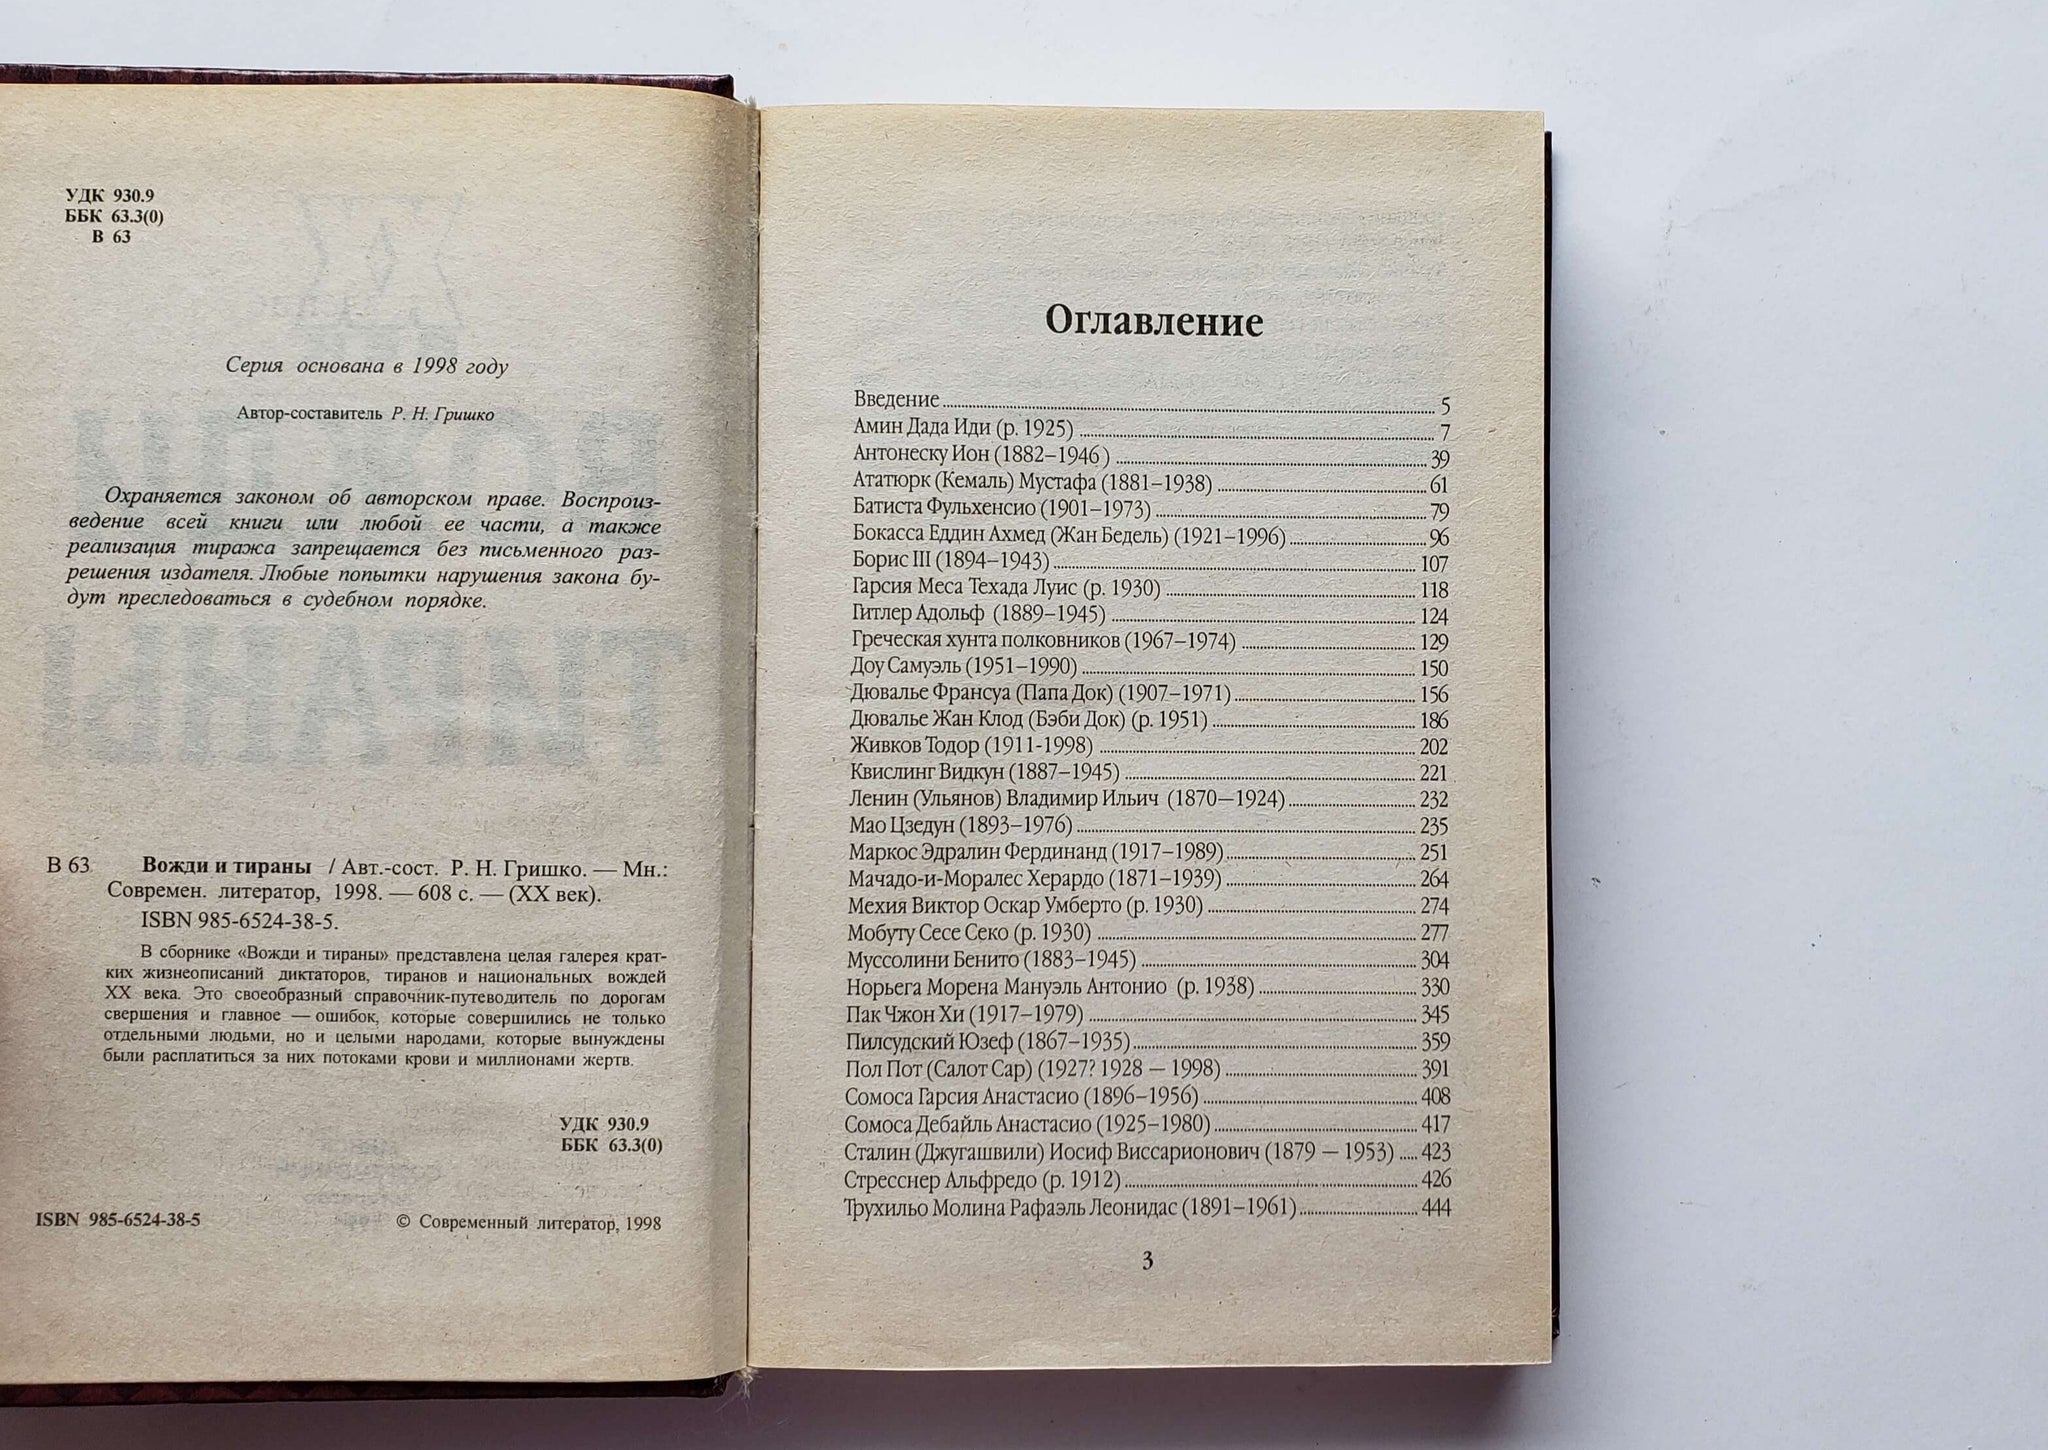 УДК 930.9
ББК 63.3(0)
В 63
Серия основана в 1998 году
Автор-составитель Р. Н. Гришко
Охраняется законом об авторском праве. Воспроиз-
ведение всей книги или любой ее части, а также
реализация тиража запрещается без письменного раз-
решения издателя. Любые попытки нарушения закона бу-
дут преследоваться в судебном порядке.
В 63 Вожди и тираны / Авт.-сост. Р. Н. Гришко. — Мн.:
Современ. литератор, 1998. — 608 с. — (XX век).
ISBN 985-6524-38-5.
В сборнике «Вожди и тираны» представлена целая галерея крат-
ких жизнеописаний диктаторов, тиранов и национальных вождей
XX века. Это своеобразный справочник-путеводитель по дорогам
свершения и главное — ошибок, которые совершились не только
отдельными людьми, но и целыми народами, которые вынуждены
были расплатиться за них потоками крови и миллионами жертв.
УДК 930.9
ББК 63.3(0)
ISBN 985-6524-38-5 © Современный литератор, 1998
Оглавление
Введение 5
Амин Дада Иди (р. 1925) 7
Антонеску Ион (1882–1946) 39
Ататюрк (Кемаль) Мустафа (1881–1938) 61
Батиста Фульхенсио (1901–1973) 79
Бокасса Еддин Ахмед (Жан Бедель) (1921–1996) 96
Борис III (1894–1943) 107
Гарсия Меса Техада Луис (р. 1930) 118
Гитлер Адольф (1889–1945) 124
Греческая хунта полковников (1967–1974) 129
Доу Самуэль (1951–1990) 150
Дювалье Франсуа (Папа Док) (1907–1971) 156
Дювалье Жан Клод (Бэби Док) (р. 1951) 186
Живков Тодор (1911-1998) 202
Квислинг Видкун (1887–1945) 221
Ленин (Ульянов) Владимир Ильич (1870—1924) 232
Мао Цзедун (1893–1976) 235
Маркос Эдралин Фердинанд (1917–1989) 251
Мачадо-и-Моралес Херардо (1871–1939) 264
Мехия Виктор Оскар Умберто (р. 1930) 274
Мобуту Сесе Секо (р. 1930) 277
Муссолини Бенито (1883–1945) 304
Норьега Морена Мануэль Антонио (р. 1938) 330
Пак Чжон Хи (1917–1979) 345
Пилсудский Юзеф (1867–1935) 359
Пол Пот (Салот Сар) (1927? 1928 — 1998) 391
Сомоса Гарсия Анастасио (1896–1956) 408
Сомоса Дебайль Анастасио (1925–1980) 417
Сталин (Джугашвили) Иосиф Виссарионович (1879 — 1953) 423
Стресснер Альфредо (р. 1912) 426
Трухильо Молина Рафаэль Леонидас (1891–1961) 444
3